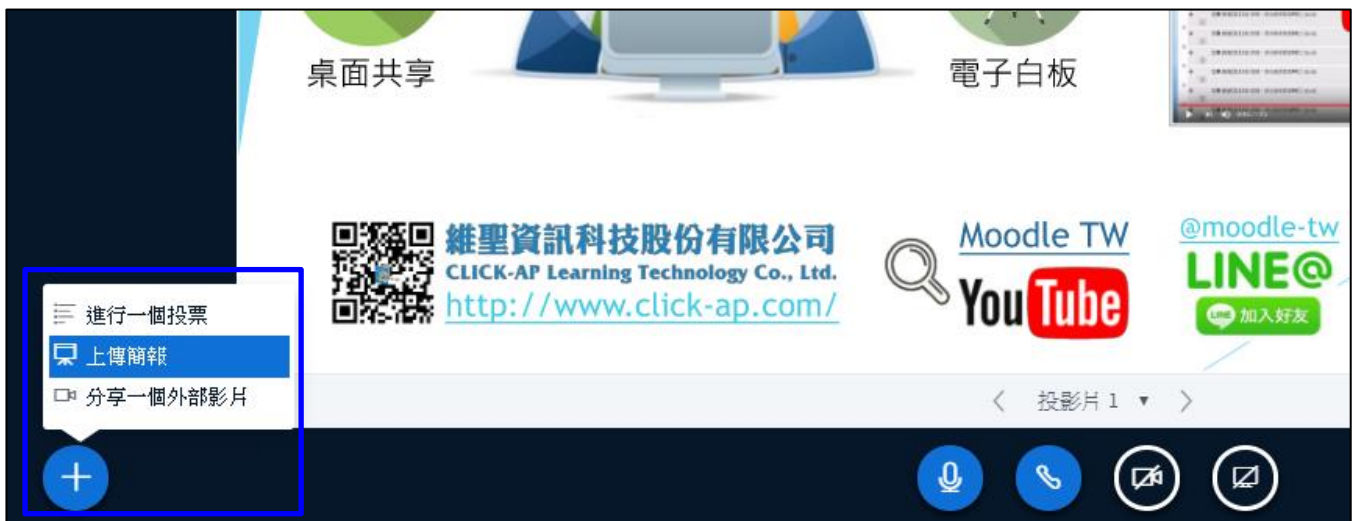 桌面共享
電子白板
維聖資訊科技股份有限公司
CLICK-AP Learning Technology Co., Ltd.
http://www.click-ap.com/
Moodle TW
YouTube
@moodle-tw
LINE@
LINE 加入好友
進行一個投票
上傳簡報
分享一個外部影片
投影片 1